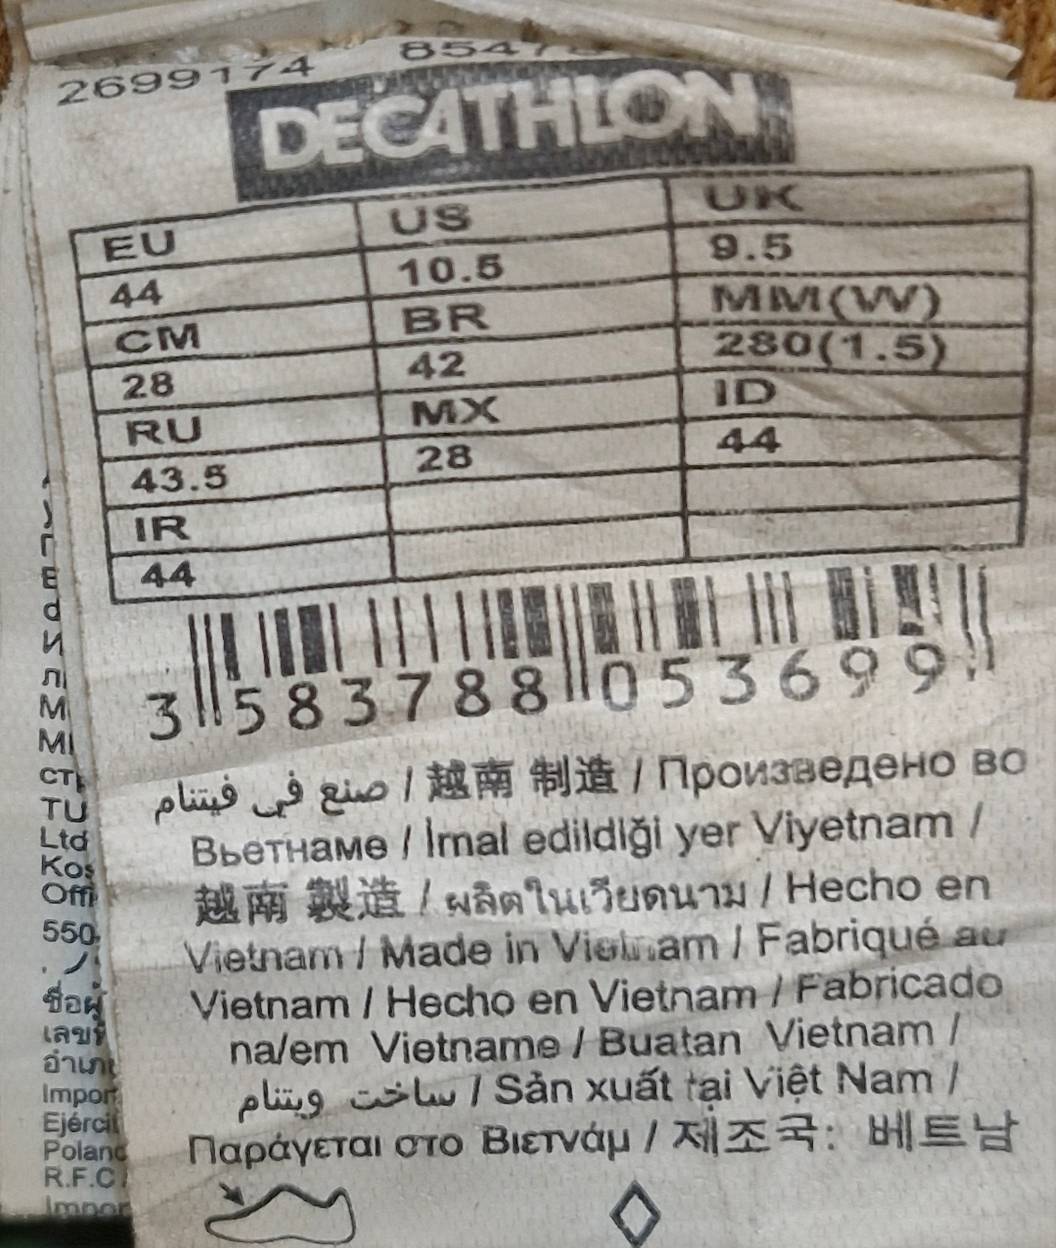 2699174
DECATHLON
EU US UK
44 10.5 9.5
CM BR MM(W)
28 42 280(1.5)
RU MX ID
43.5 28 44
IR
44
3 583788 053699
صنع في فيتنام / 越南 制造 / Произведено во
Вьетнаме / İmal edildiği yer Viyetnam /
越南 製造 / ผลิตในเวียดนาม / Hecho en
Vietnam / Made in Vietnam / Fabriqué au
Vietnam / Hecho en Vietnam / Fabricado
na/em Vietname / Buatan Vietnam /
ساخت ويتنام / Sản xuất tại Việt Nam /
Παράγεται στο Βιετνάμ / 제조국: 베트남
TU
Ltd
550